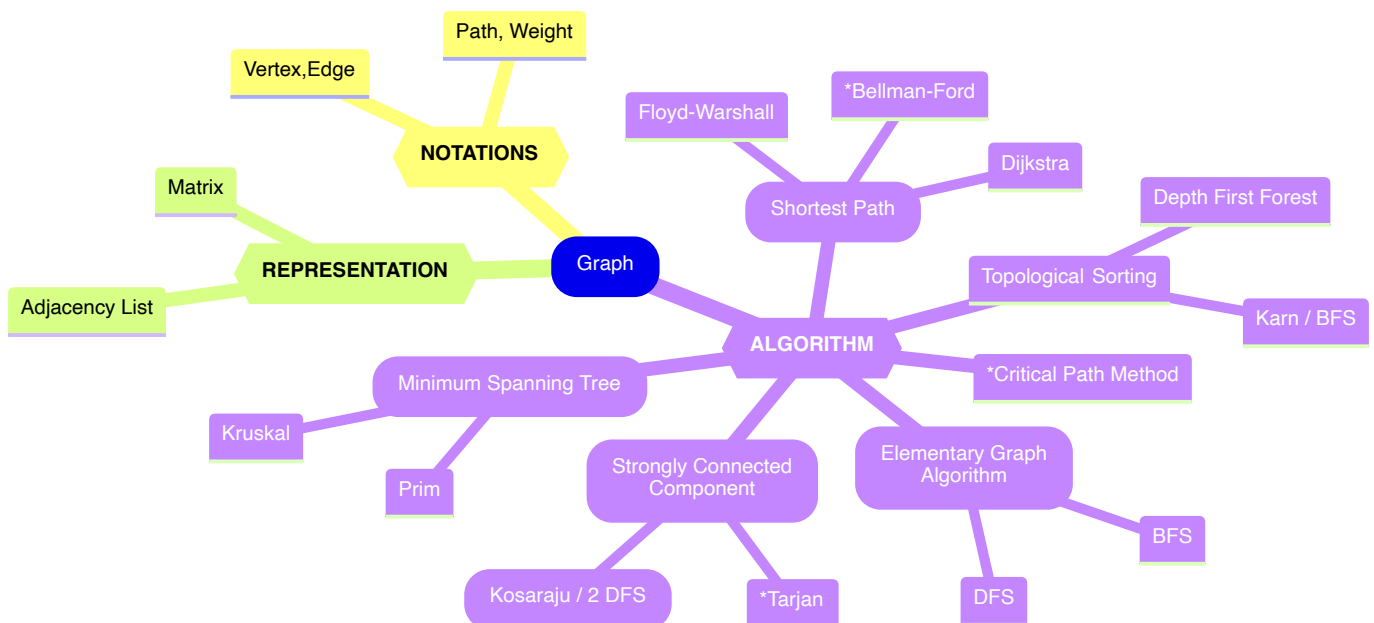 Path, Weight
Vertex,Edge
NOTATIONS
Matrix
REPRESENTATION
Adjacency List
Graph
Floyd-Warshall
*Bellman-Ford
Dijkstra
Shortest Path
Depth First Forest
Topological Sorting
Karn / BFS
ALGORITHM
*Critical Path Method
Minimum Spanning Tree
Kruskal
Prim
Strongly Connected
Component
Kosaraju / 2 DFS
*Tarjan
Elementary Graph
Algorithm
BFS
DFS